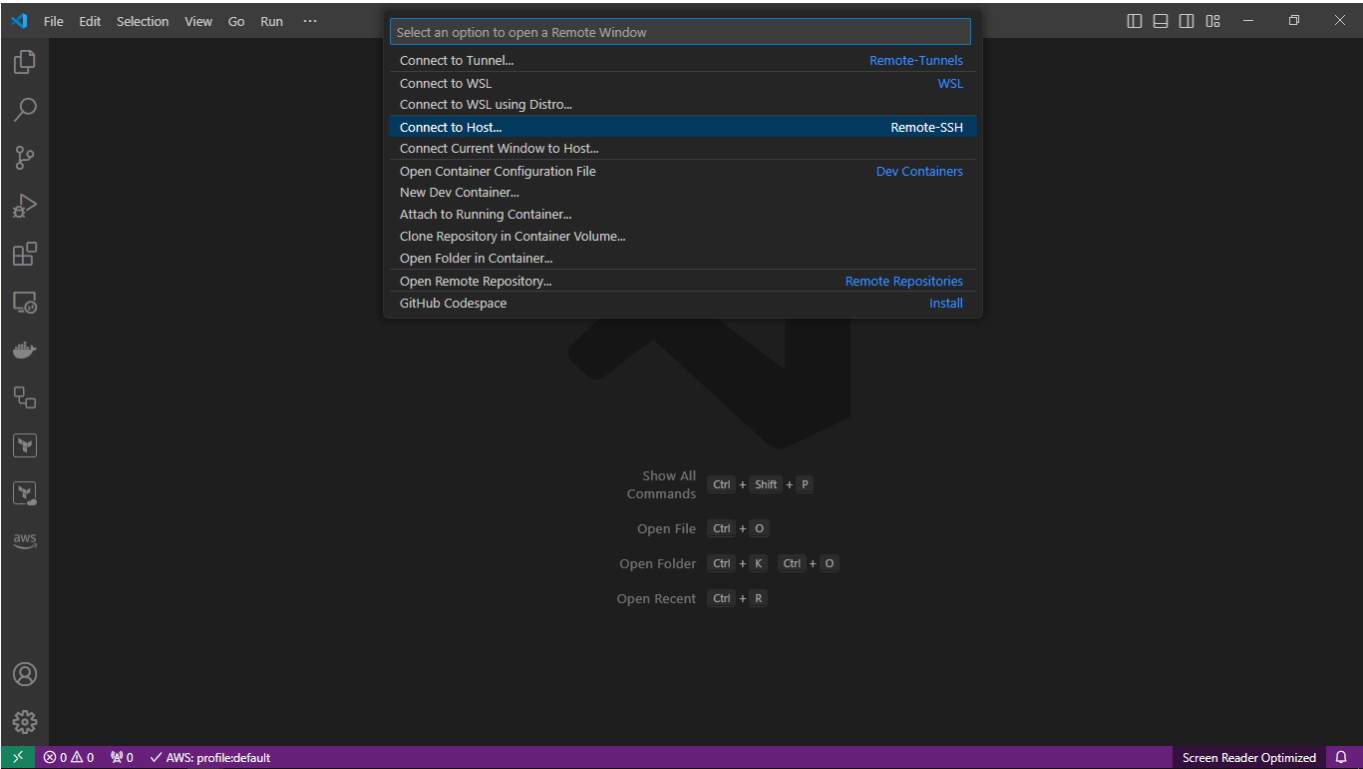 File Edit Selection View Go Run ···
Select an option to open a Remote Window
Connect to Tunnel... Remote-Tunnels
Connect to WSL WSL
Connect to WSL using Distro...
Connect to Host... Remote-SSH
Connect Current Window to Host...
Open Container Configuration File Dev Containers
New Dev Container...
Attach to Running Container...
Clone Repository in Container Volume...
Open Folder in Container...
Open Remote Repository... Remote Repositories
GitHub Codespace Install
aws
Show All
Commands Ctrl + Shift + P
Open File Ctrl + O
Open Folder Ctrl + K Ctrl + O
Open Recent Ctrl + R
0 0 0 AWS: profile:default Screen Reader Optimized